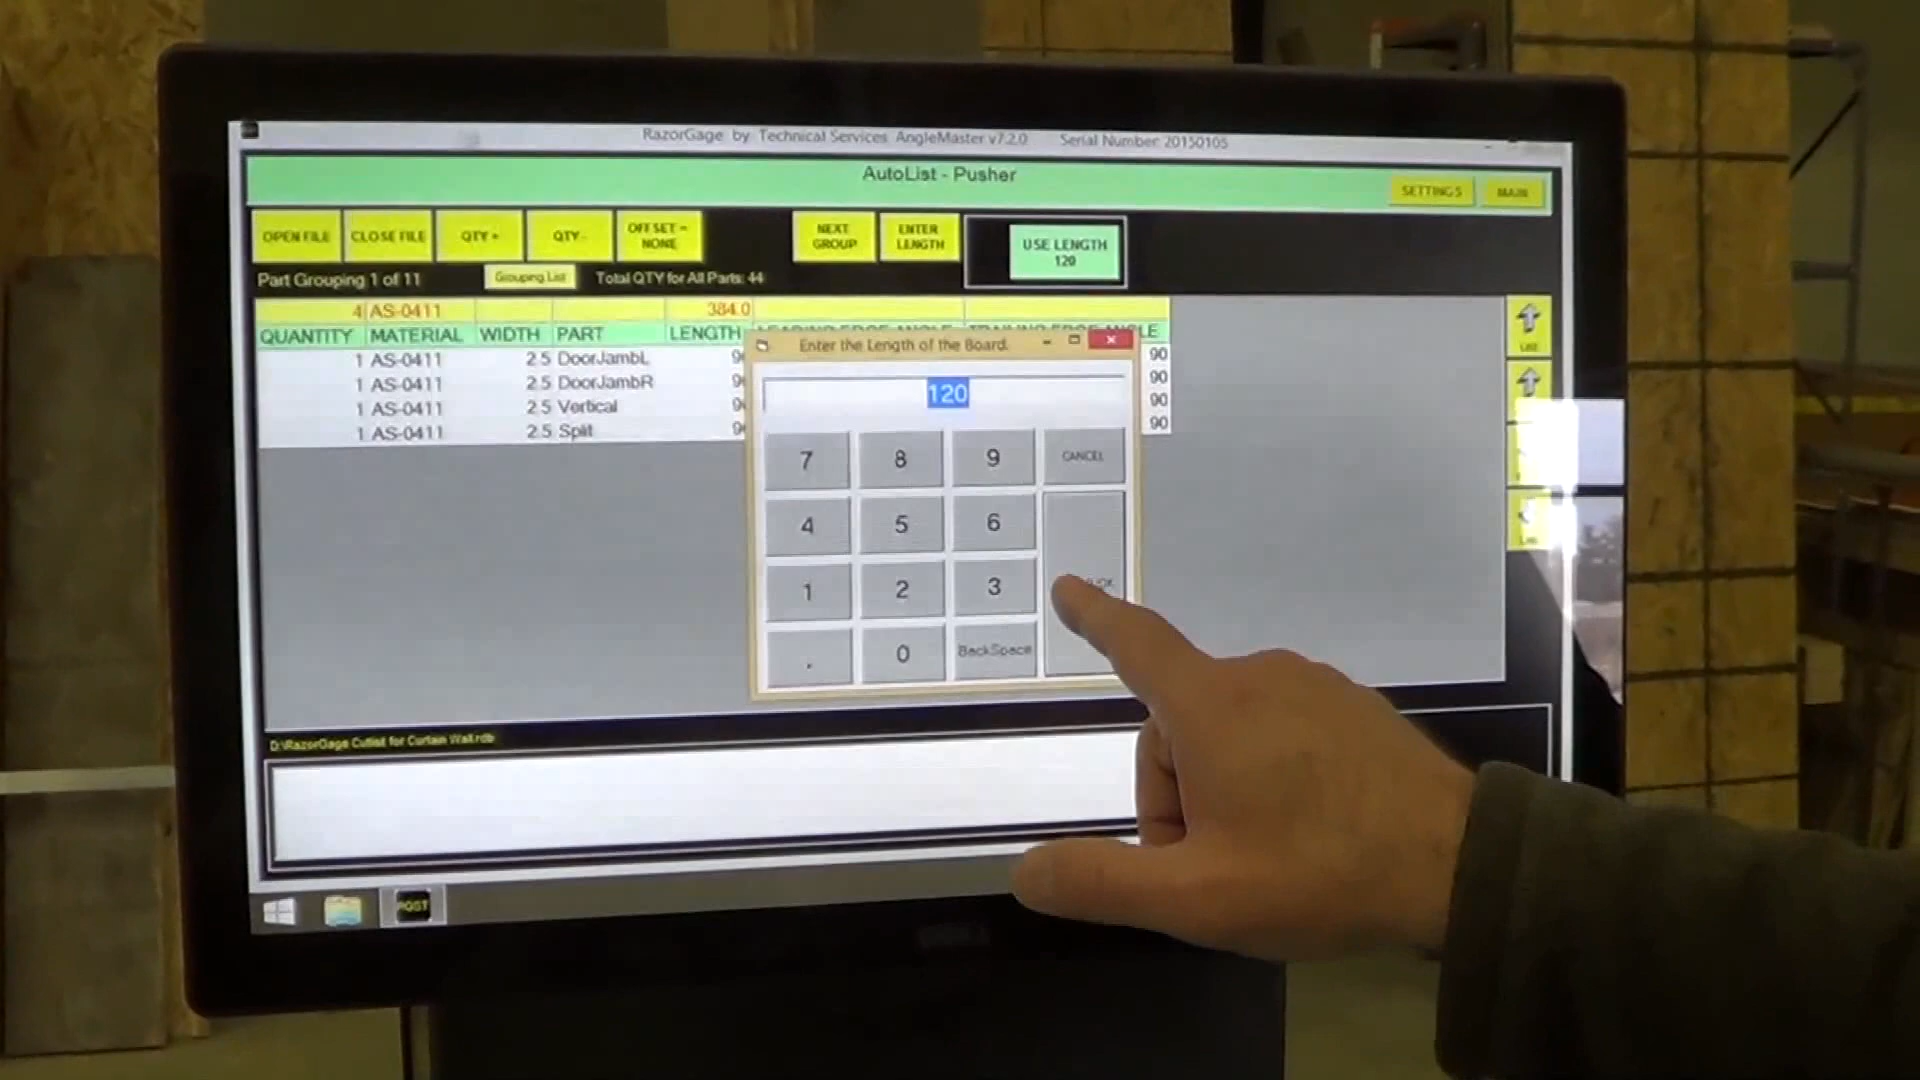 RazorGage by Technical Services AngleMaster v7.2.0 Serial Number: 20150105
AutoList - Pusher
SETTINGS MAIN
OPEN FILE CLOSE FILE QTY + QTY - OFFSET = NONE NEXT GROUP ENTER LENGTH USE LENGTH 120
Part Grouping 1 of 11 Grouping List Total QTY for All Parts: 44
4 AS-0411 384.0
QUANTITY MATERIAL WIDTH PART LENGTH
1 AS-0411 2.5 DoorJambL 90
1 AS-0411 2.5 DoorJambR 90
1 AS-0411 2.5 Vertical 90
1 AS-0411 2.5 Split 90
Enter the Length of the Board.
120
7 8 9 CANCEL
4 5 6
1 2 3
. 0 BackSpace
D:\RazorGage Cutlist for Curtain Wall.rdb
POST